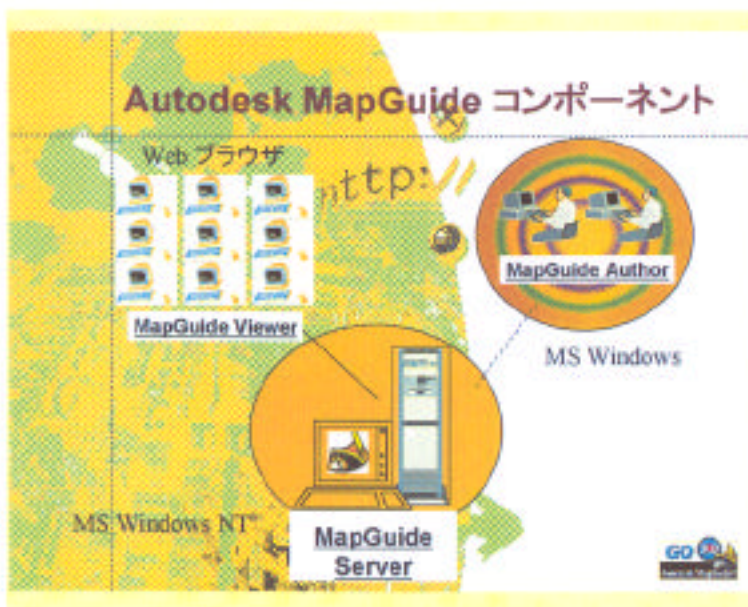 Autodesk MapGuide コンポーネント
Web ブラウザ
http://
MapGuide Author
MapGuide Viewer
MS Windows
MS Windows NT®
MapGuide
Server
GO